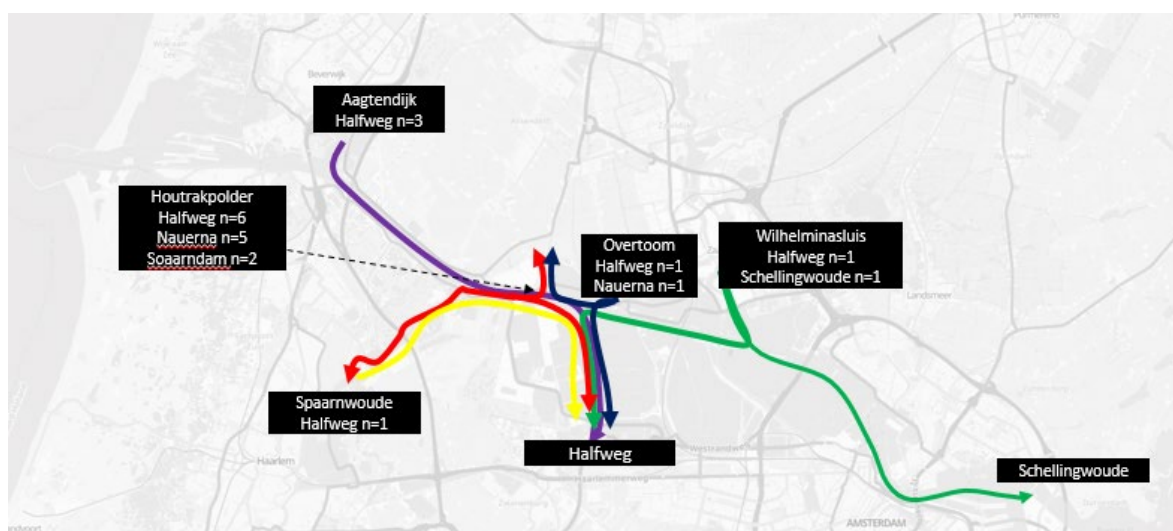 Beverwijk
Aagtendijk
Halfweg n=3
Houtrakpolder
Halfweg n=6
Nauerna n=5
Soaarndam n=2
Overtoom
Halfweg n=1
Nauerna n=1
Wilhelminasluis
Halfweg n=1
Schellingwoude n=1
Landsmeer
Spaarnwoude
Halfweg n=1
Halfweg
Haarlem
Schellingwoude
AMSTERDAM